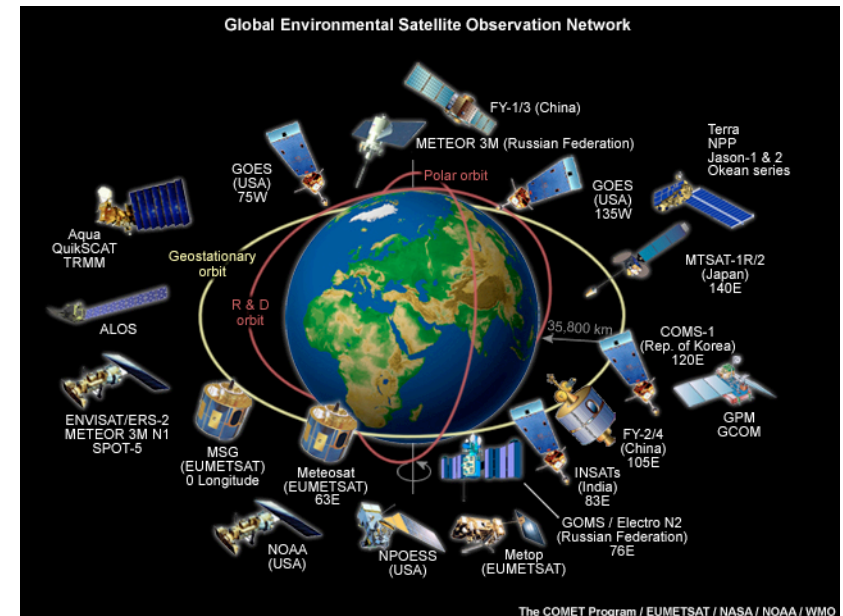 Global Environmental Satellite Observation Network
FY-1/3 (China)
METEOR 3M (Russian Federation)
GOES
(USA)
75W
Polar orbit
GOES
(USA)
135W
Terra
NPP
Jason-1 & 2
Okean series
Aqua
QuikSCAT
TRMM
Geostationary
orbit
MTSAT-1R/2
(Japan)
140E
R & D
orbit
ALOS
35,800 km
COMS-1
(Rep. of Korea)
120E
ENVISAT/ERS-2
METEOR 3M N1
SPOT-5
GPM
GCOM
MSG
(EUMETSAT)
0 Longitude
Meteosat
(EUMETSAT)
63E
FY-2/4
(China)
105E
INSATs
(India)
83E
GOMS / Electro N2
(Russian Federation)
76E
NOAA
(USA)
NPOESS
(USA)
Metop
(EUMETSAT)
The COMET Program / EUMETSAT / NASA / NOAA / WMO